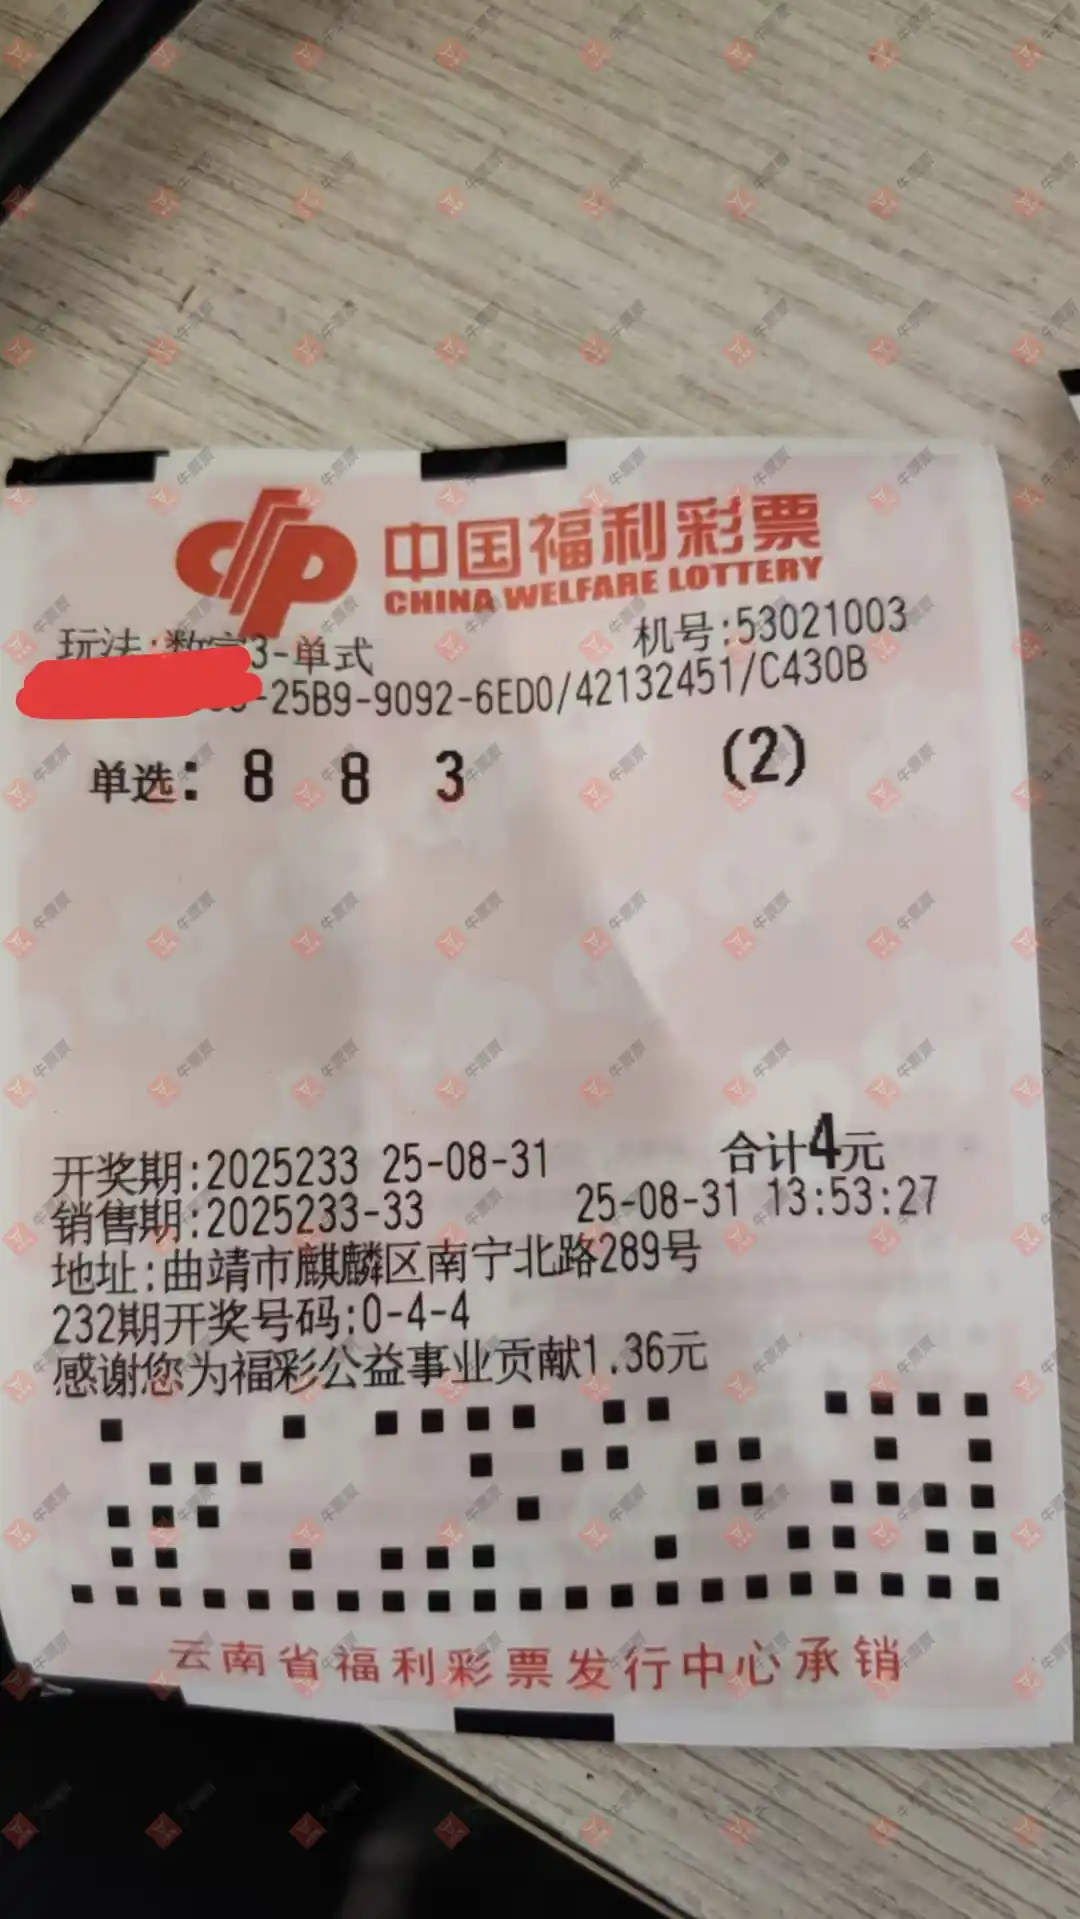 中国福利彩票
CHINA WELFARE LOTTERY
玩法:数字3-单式 机号:53021003
-25B9-9092-6ED0/42132451/C430B
单选: 8 8 3 (2)
开奖期:2025233 25-08-31 合计4元
销售期:2025233-33 25-08-31 13:53:27
地址:曲靖市麒麟区南宁北路289号
232期开奖号码:0-4-4
感谢您为福彩公益事业贡献1.36元
云南省福利彩票发行中心承销
牛票票